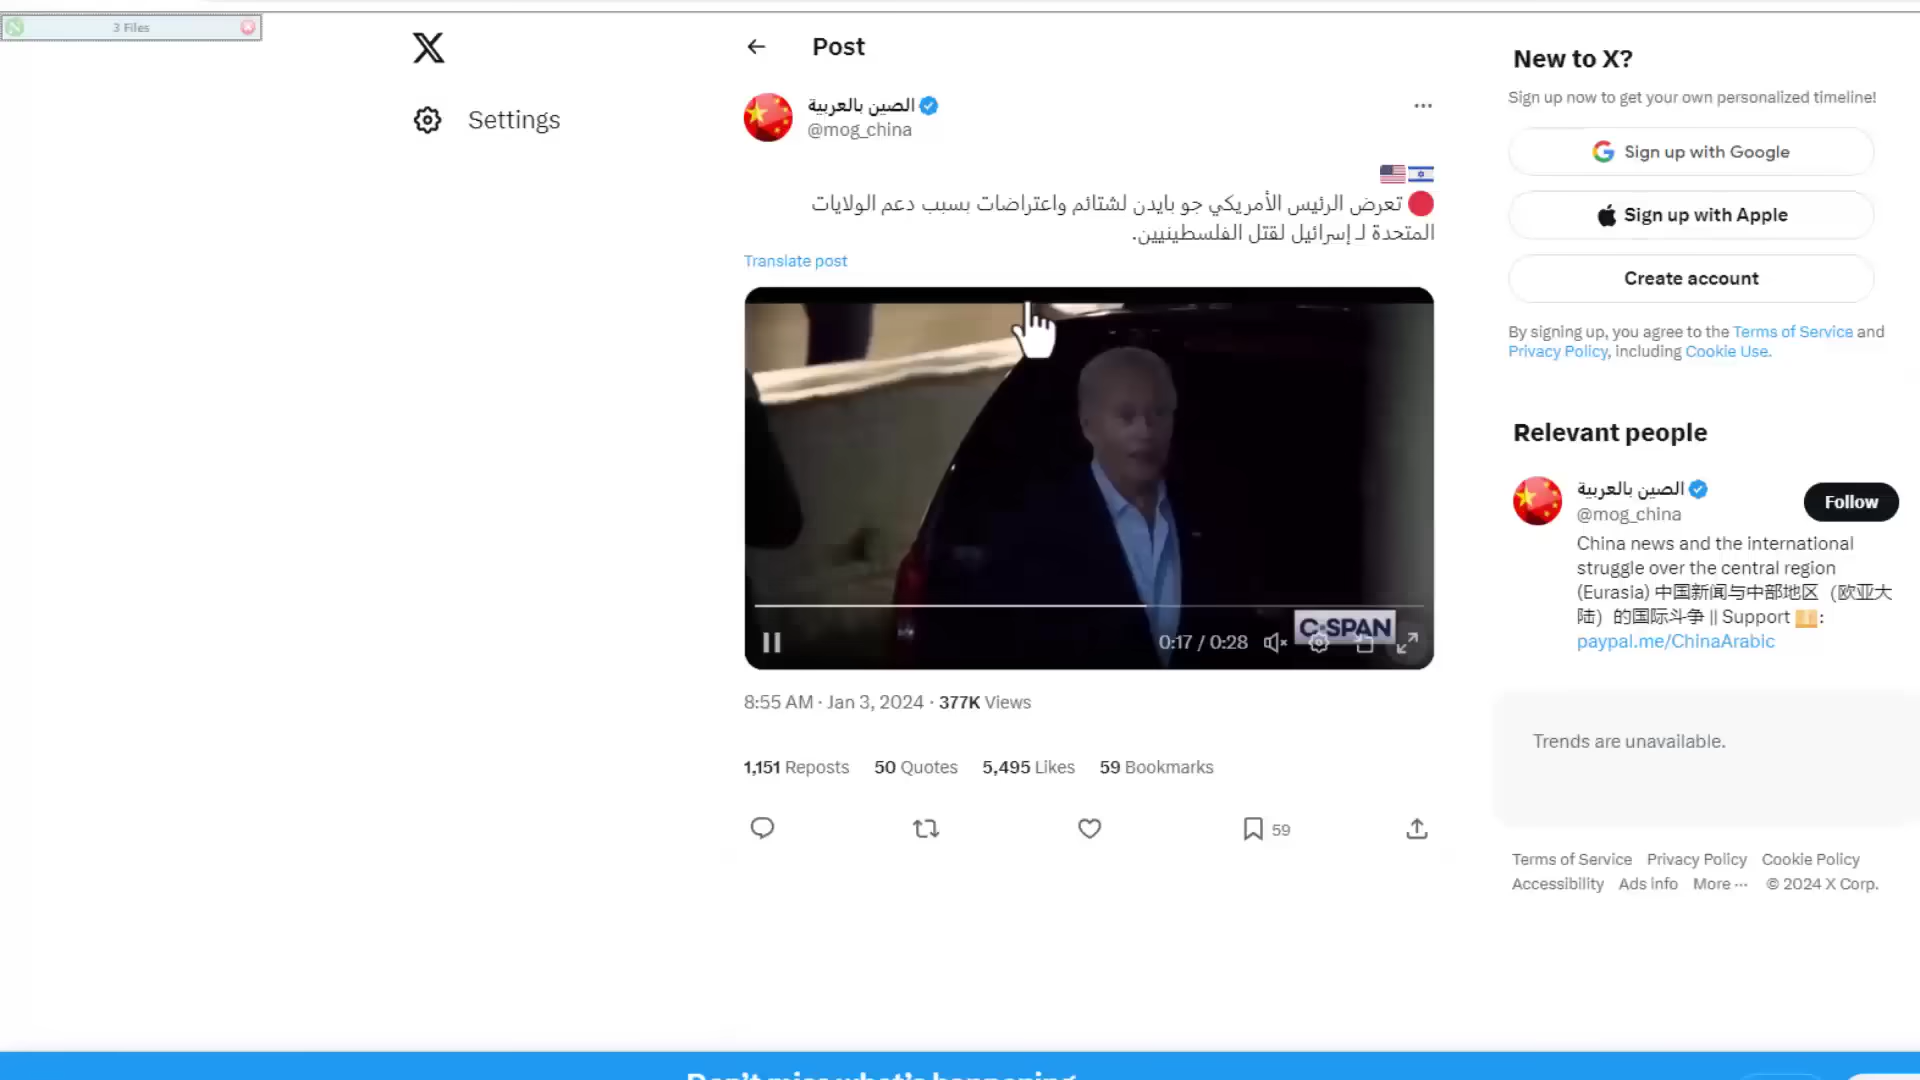 3 Files
Post
Settings
الصين بالعربية
@mog_china
تعرض الرئيس الأمريكي جو بايدن لشتائم واعتراضات بسبب دعم الولايات
المتحدة لـ إسرائيل لقتل الفلسطينيين.
Translate post
C-SPAN
0:17 / 0:28
8:55 AM · Jan 3, 2024 · 377K Views
1,151 Reposts 50 Quotes 5,495 Likes 59 Bookmarks
59
New to X?
Sign up now to get your own personalized timeline!
Sign up with Google
Sign up with Apple
Create account
By signing up, you agree to the Terms of Service and
Privacy Policy, including Cookie Use.
Relevant people
الصين بالعربية
@mog_china
Follow
China news and the international
struggle over the central region
(Eurasia) 中国新闻与中部地区（欧亚大
陆）的国际斗争 || Support :
paypal.me/ChinaArabic
Trends are unavailable.
Terms of Service Privacy Policy Cookie Policy
Accessibility Ads info More ··· © 2024 X Corp.
Don't miss what's happening